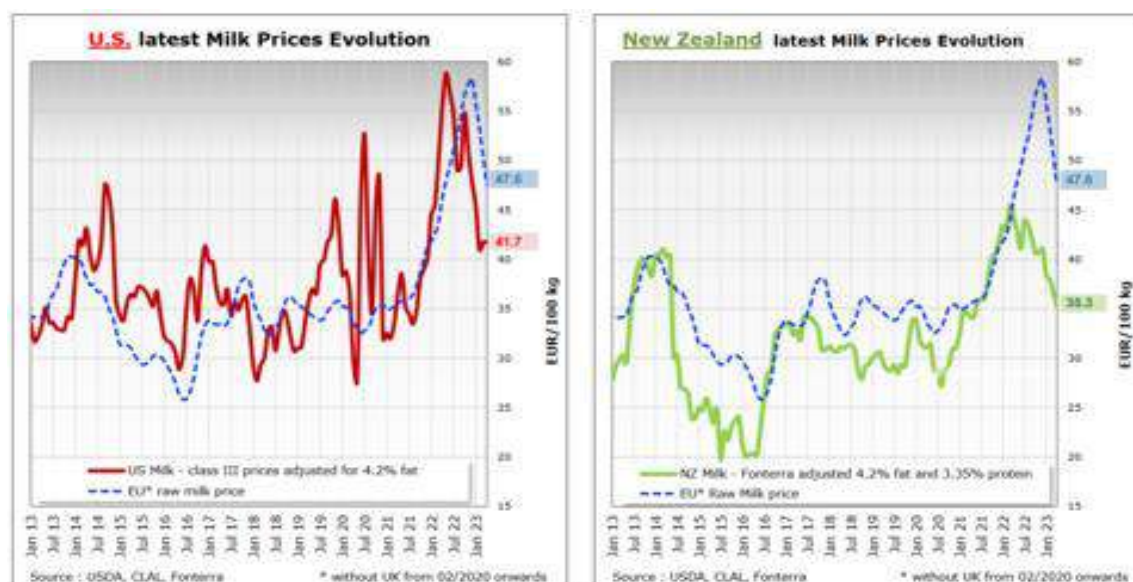 U.S. latest Milk Prices Evolution
60
55
50
47.6
45
41.7
40
35
30
25
20
15
EUR/100 kg
US Milk - class III prices adjusted for 4.2% fat
EU* raw milk price
Jan 13
Jul 13
Jan 14
Jul 14
Jan 15
Jul 15
Jan 16
Jul 16
Jan 17
Jul 17
Jan 18
Jul 18
Jan 19
Jul 19
Jan 20
Jul 20
Jan 21
Jul 21
Jan 22
Jul 22
Jan 23
Source : USDA, CLAL, Fonterra
* without UK from 02/2020 onwards
New Zealand latest Milk Prices Evolution
60
55
50
47.6
45
40
35
30
25
20
15
EUR/100 kg
NZ Milk - Fonterra adjusted 4.2% fat and 3.35% protein
EU* Raw Milk price
Jan 13
Jul 13
Jan 14
Jul 14
Jan 15
Jul 15
Jan 16
Jul 16
Jan 17
Jul 17
Jan 18
Jul 18
Jan 19
Jul 19
Jan 20
Jul 20
Jan 21
Jul 21
Jan 22
Jul 22
Jan 23
Source : USDA, CLAL, Fonterra
* without UK from 02/2020 onwards